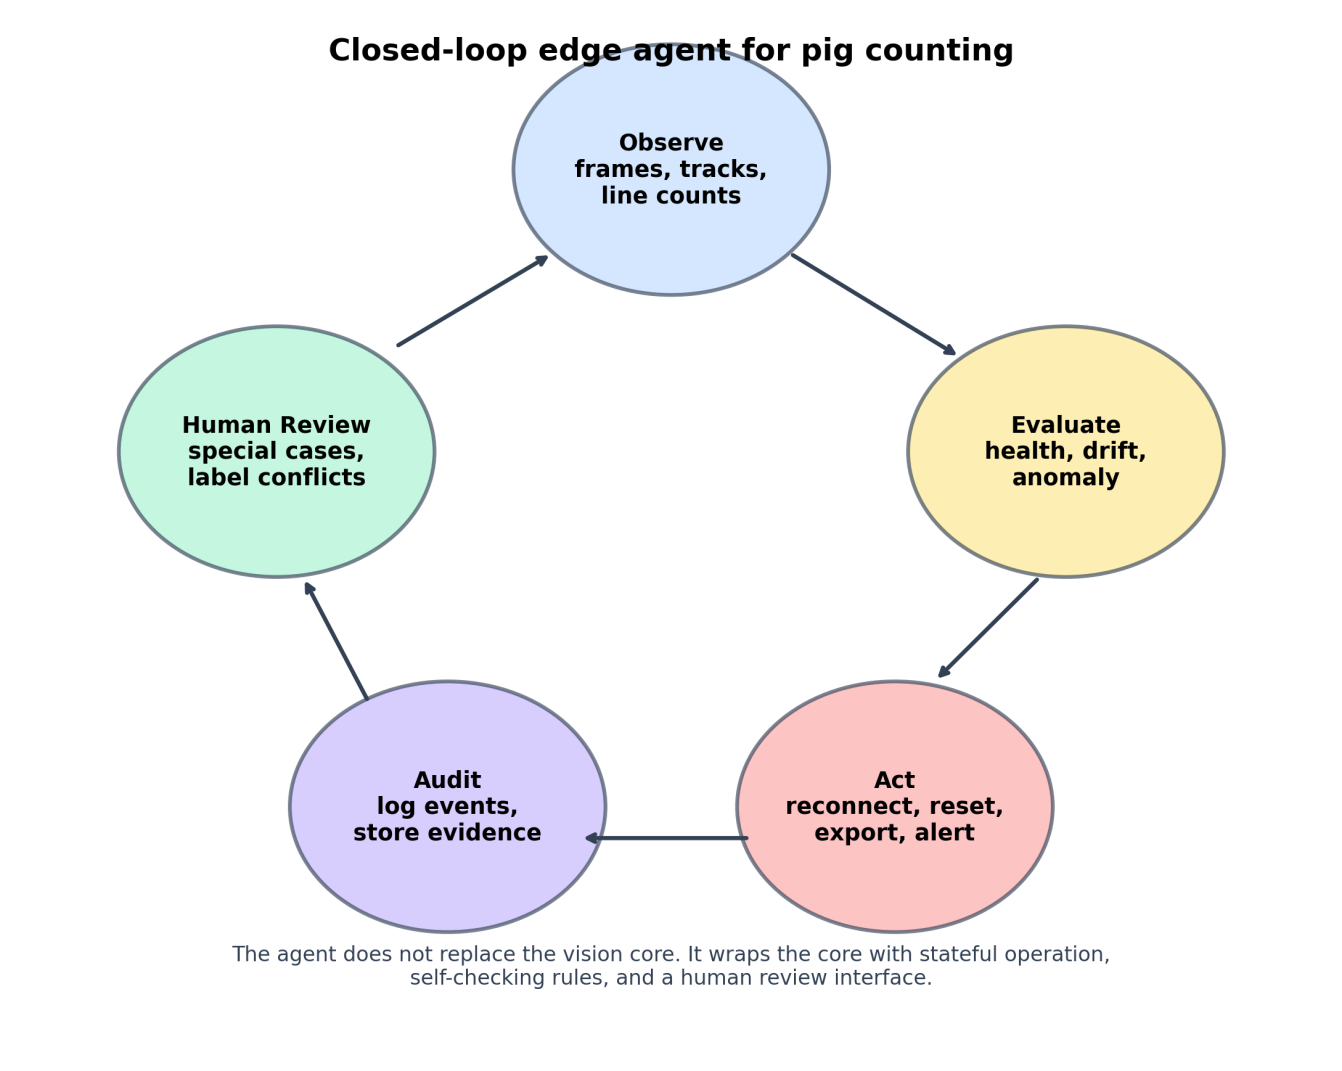 Closed-loop edge agent for pig counting
Observe
frames, tracks,
line counts
Human Review
special cases,
label conflicts
Evaluate
health, drift,
anomaly
Audit
log events,
store evidence
Act
reconnect, reset,
export, alert
The agent does not replace the vision core. It wraps the core with stateful operation,
self-checking rules, and a human review interface.